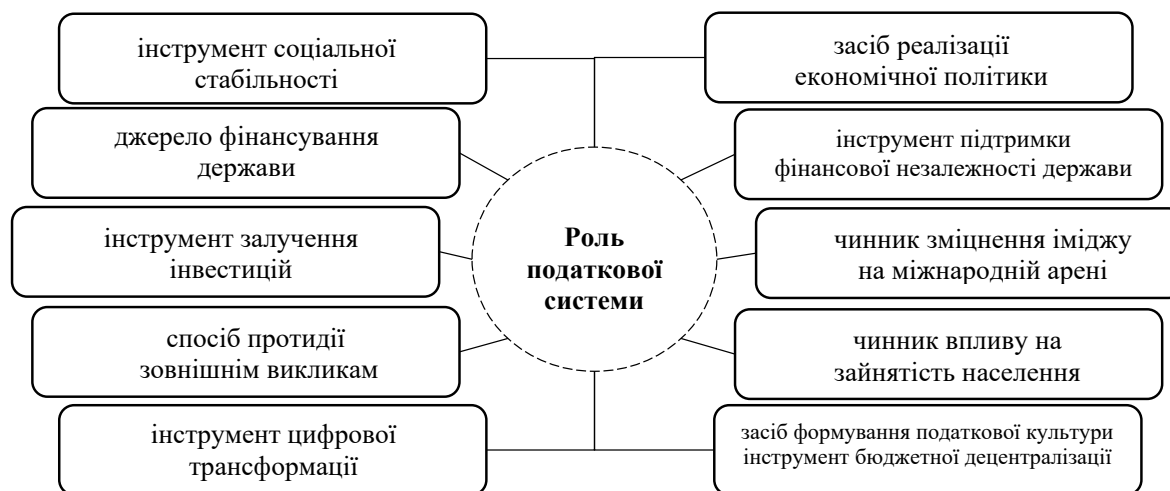 інструмент соціальної
стабільності
джерело фінансування
держави
інструмент залучення
інвестицій
спосіб протидії
зовнішнім викликам
інструмент цифрової
трансформації
Роль
податкової
системи
засіб реалізації
економічної політики
інструмент підтримки
фінансової незалежності держави
чинник зміцнення іміджу
на міжнародній арені
чинник впливу на
зайнятість населення
засіб формування податкової культури
інструмент бюджетної децентралізації